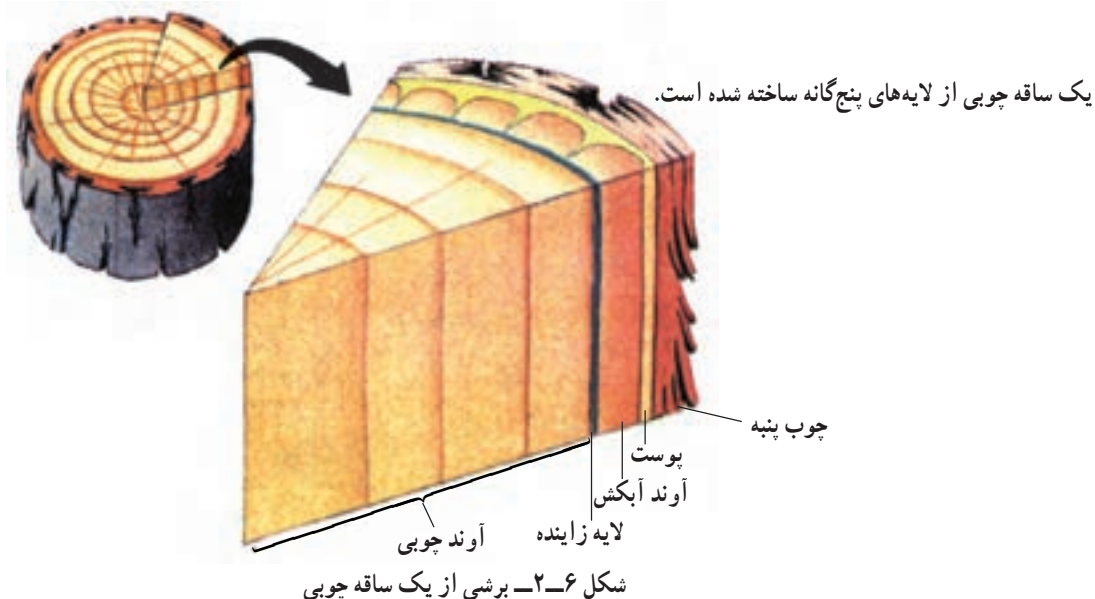 یک ساقه چوبی از لایه‌های پنج‌گانه ساخته شده است.
چوب پنبه
پوست
آوند آبکش
لایه زاینده
آوند چوبی
شکل ۶ــ۲ــ برشی از یک ساقه چوبی